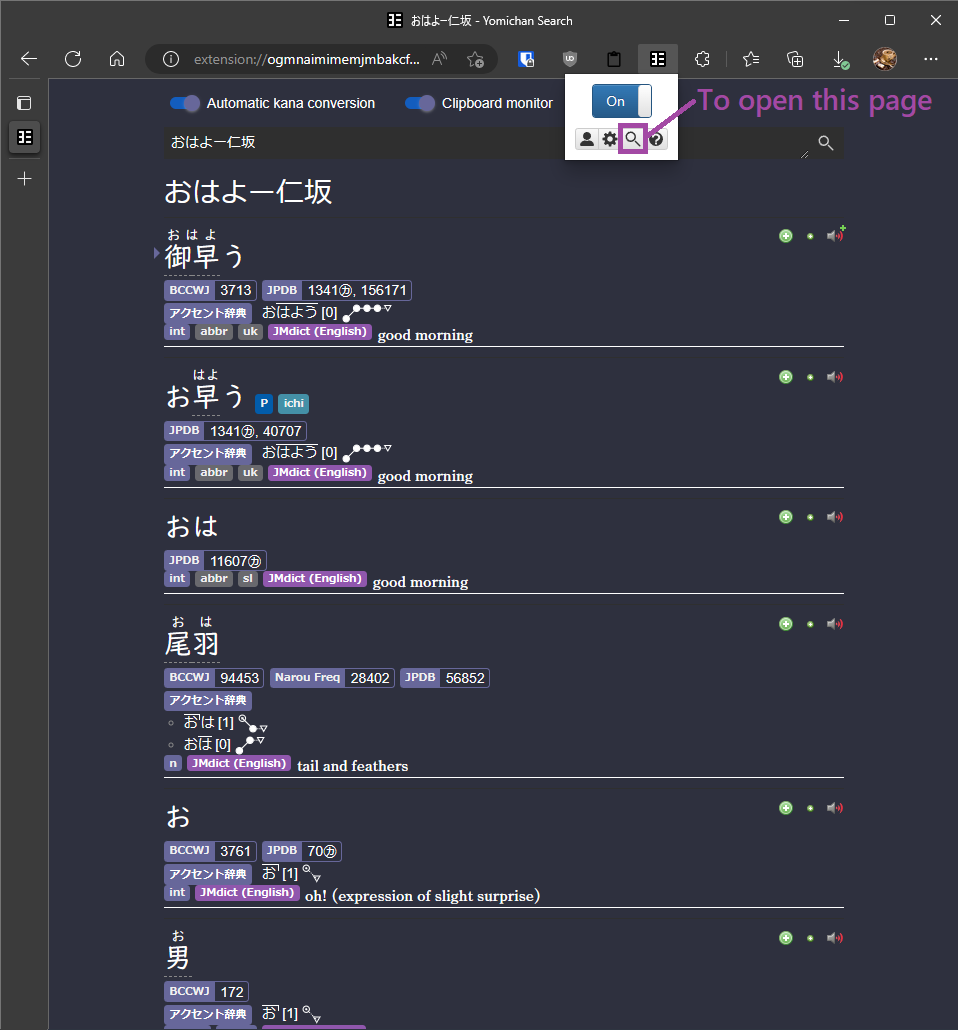 おはよー仁坂 - Yomichan Search
extension://ogmnaimimemjmbakcf...
Automatic kana conversion
Clipboard monitor
On
To open this page
おはよー仁坂
おはよー仁坂
おはよ
御早う
BCCWJ 3713 JPDB 1341㋕, 156171
アクセント辞典 おはよう [0]
int abbr uk JMdict (English) good morning
はよ
お早う P ichi
JPDB 1341㋕, 40707
アクセント辞典 おはよう [0]
int abbr uk JMdict (English) good morning
おは
JPDB 11607㋕
int abbr sl JMdict (English) good morning
お は
尾羽
BCCWJ 94453 Narou Freq 28402 JPDB 56852
アクセント辞典
おは [1]
おは [0]
n JMdict (English) tail and feathers
お
BCCWJ 3761 JPDB 70㋕
アクセント辞典 お [1]
int JMdict (English) oh! (expression of slight surprise)
お
男
BCCWJ 172
アクセント辞典 お [1]